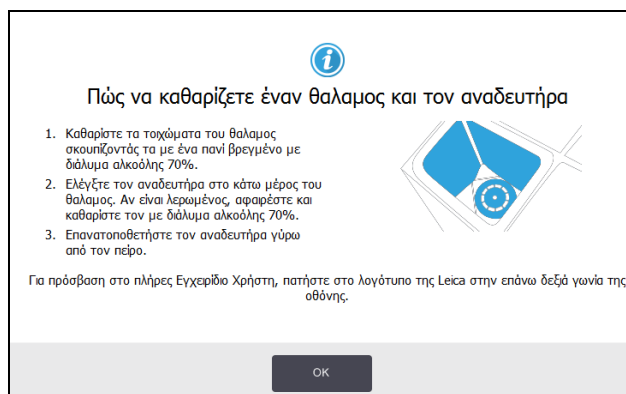 Πώς να καθαρίζετε έναν θαλαμος και τον αναδευτήρα
1. Καθαρίστε τα τοιχώματα του θαλαμος
σκουπίζοντάς τα με ένα πανί βρεγμένο με
διάλυμα αλκοόλης 70%.
2. Ελέγξτε τον αναδευτήρα στο κάτω μέρος του
θαλαμος. Αν είναι λερωμένος, αφαιρέστε και
καθαρίστε τον με διάλυμα αλκοόλης 70%.
3. Επανατοποθετήστε τον αναδευτήρα γύρω
από τον πείρο.
Για πρόσβαση στο πλήρες Εγχειρίδιο Χρήστη, πατήστε στο λογότυπο της Leica στην επάνω δεξιά γωνία της
οθόνης.
OK